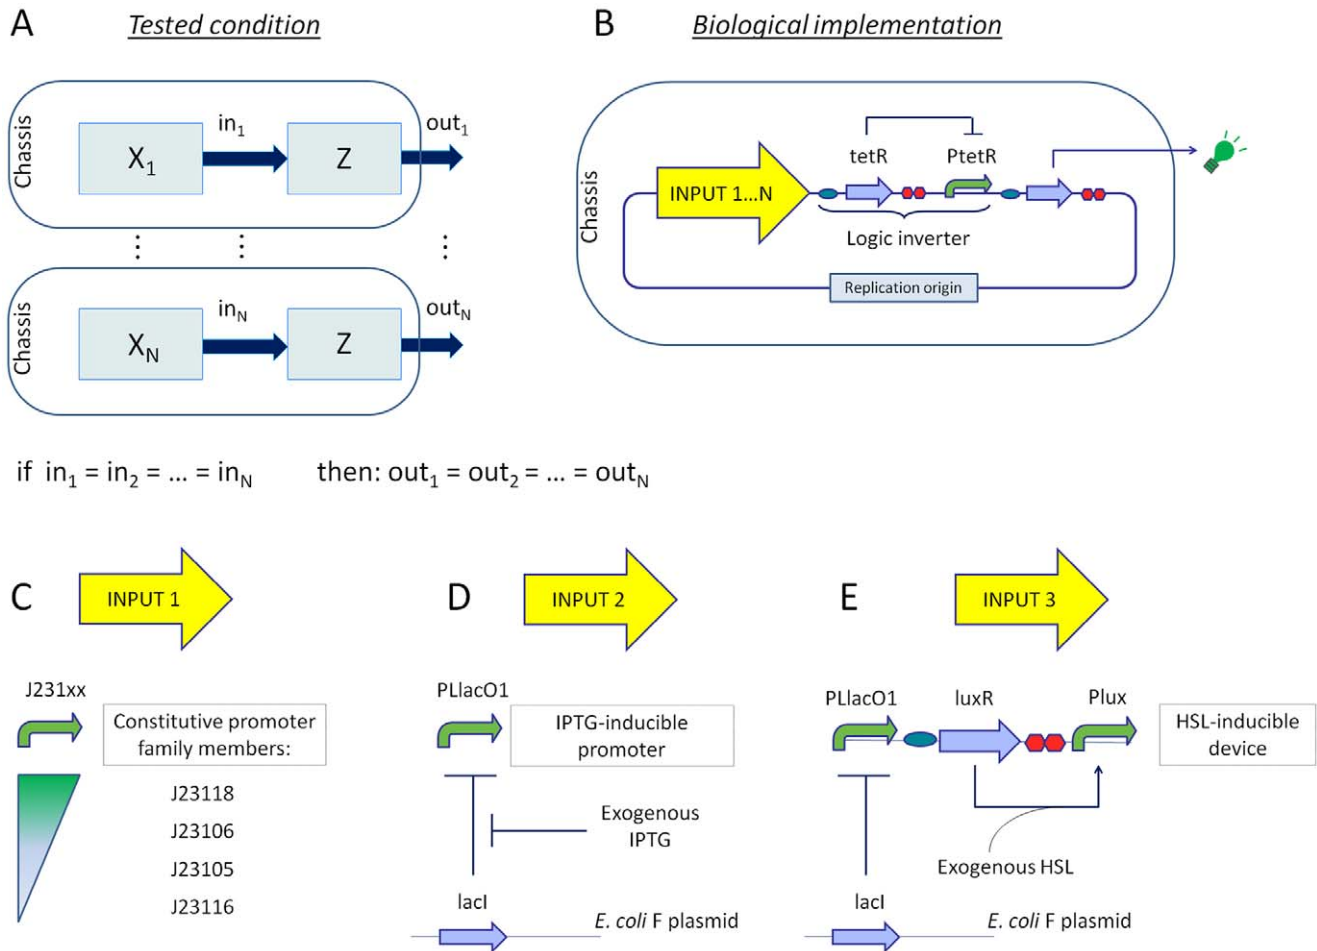 A
Tested condition
Chassis
X1
in1
Z
out1
⋮ ⋮ ⋮
Chassis
XN
inN
Z
outN
if in1 = in2 = ... = inN then: out1 = out2 = ... = outN
B
Biological implementation
Chassis
INPUT 1...N
tetR
PtetR
Logic inverter
Replication origin
C
INPUT 1
J231xx
Constitutive promoter
family members:
J23118
J23106
J23105
J23116
D
INPUT 2
PLlacO1
IPTG-inducible
promoter
Exogenous
IPTG
lacI
E. coli F plasmid
E
INPUT 3
PLlacO1
luxR
Plux
HSL-inducible
device
Exogenous HSL
lacI
E. coli F plasmid